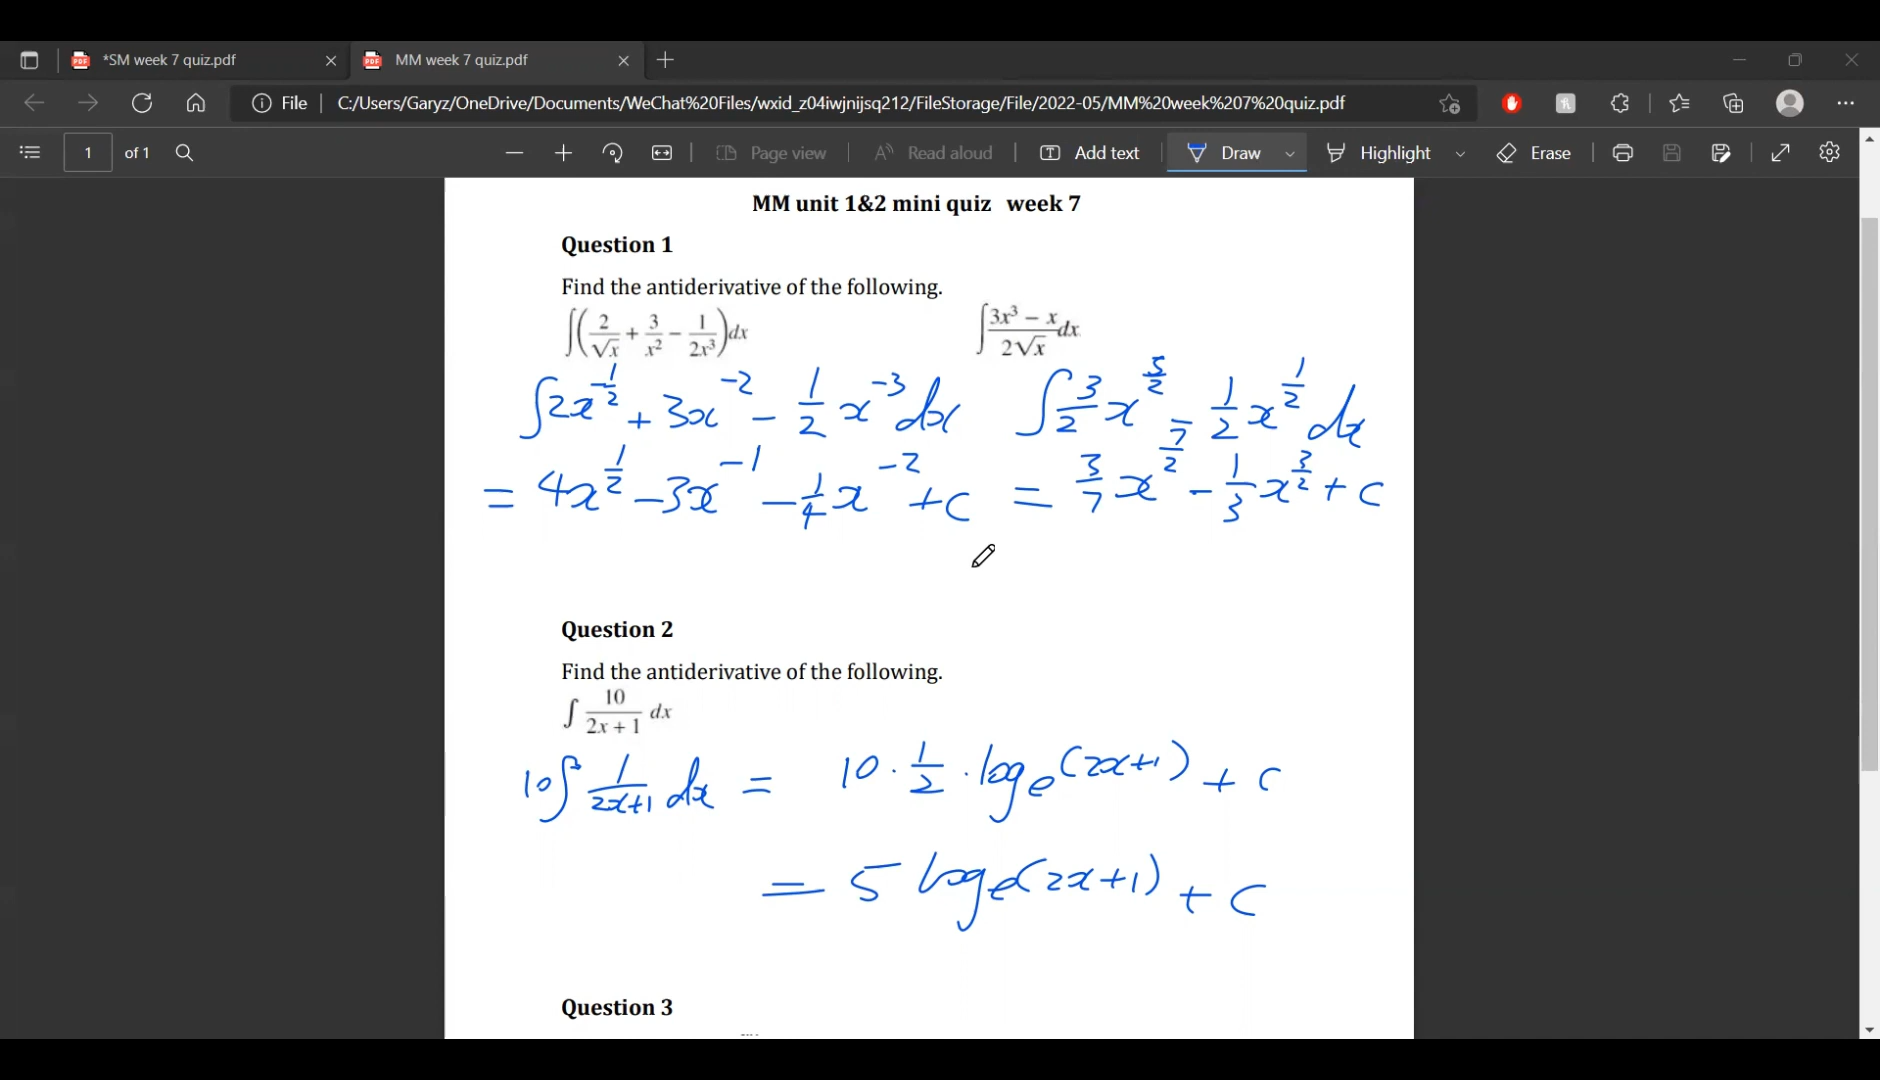 *SM week 7 quiz.pdf MM week 7 quiz.pdf
File C:/Users/Garyz/OneDrive/Documents/WeChat%20Files/wxid_z04iwjnijsq212/FileStorage/File/2022-05/MM%20week%207%20quiz.pdf
1 of 1 Page view Read aloud Add text Draw Highlight Erase
MM unit 1&2 mini quiz week 7
Question 1
Find the antiderivative of the following.
∫(2/√x + 3/x² − 1/2x³)dx ∫(3x³ − x)/(2√x) dx
∫2x^(-1/2) + 3x^(-2) − 1/2 x^(-3) dx ∫3/2 x^(5/2) − 1/2 x^(1/2) dx
= 4x^(1/2) − 3x^(-1) − 1/4 x^(-2) + C = 3/7 x^(7/2) − 1/3 x^(3/2) + C
Question 2
Find the antiderivative of the following.
∫ 10/(2x + 1) dx
10∫ 1/(2x+1) dx = 10 · 1/2 · log_e(2x+1) + C
= 5 log_e(2x+1) + C
Question 3